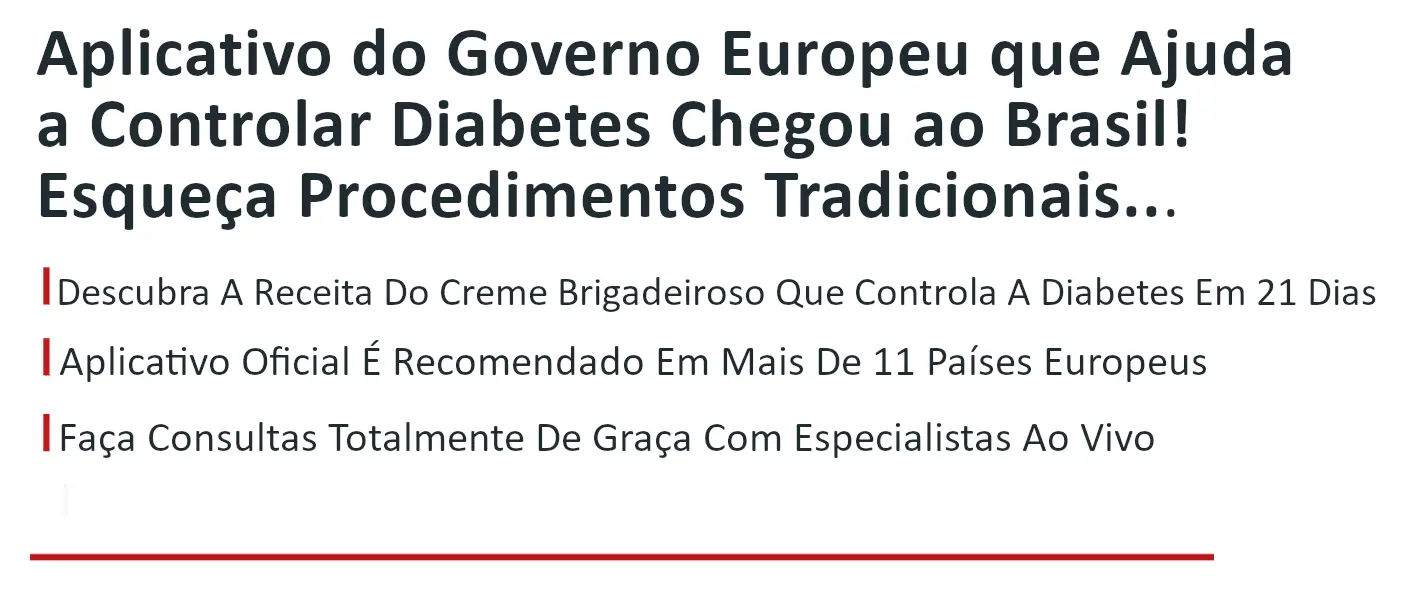 Aplicativo do Governo Europeu que Ajuda
a Controlar Diabetes Chegou ao Brasil!
Esqueça Procedimentos Tradicionais...
Descubra A Receita Do Creme Brigadeiroso Que Controla A Diabetes Em 21 Dias
Aplicativo Oficial É Recomendado Em Mais De 11 Países Europeus
Faça Consultas Totalmente De Graça Com Especialistas Ao Vivo